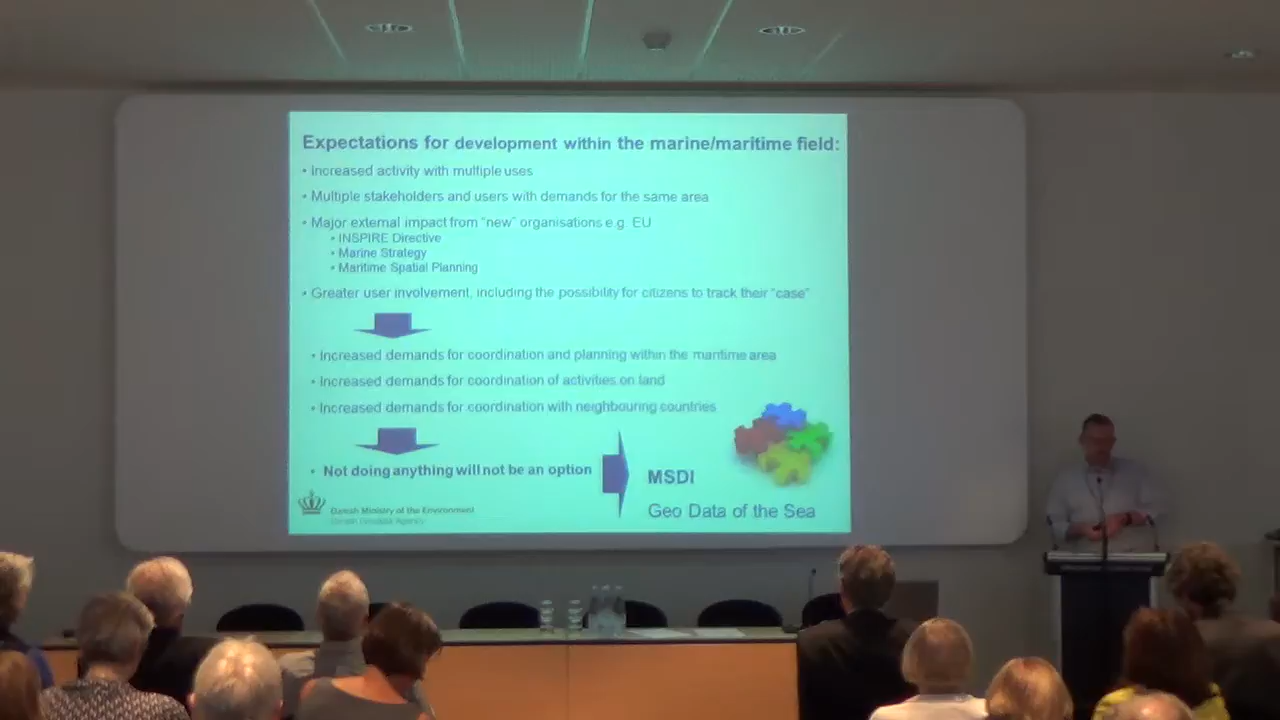 Expectations for development within the marine/maritime field:
• Increased activity with multiple uses
• Multiple stakeholders and users with demands for the same area
• Major external impact from "new" organisations e.g. EU
• INSPIRE Directive
• Marine Strategy
• Maritime Spatial Planning
• Greater user involvement, including the possibility for citizens to track their "case"
• Increased demands for coordination and planning within the maritime area
• Increased demands for coordination of activities on land
• Increased demands for coordination with neighbouring countries
• Not doing anything will not be an option
MSDI
Geo Data of the Sea
Danish Ministry of the Environment
Danish Geodata Agency